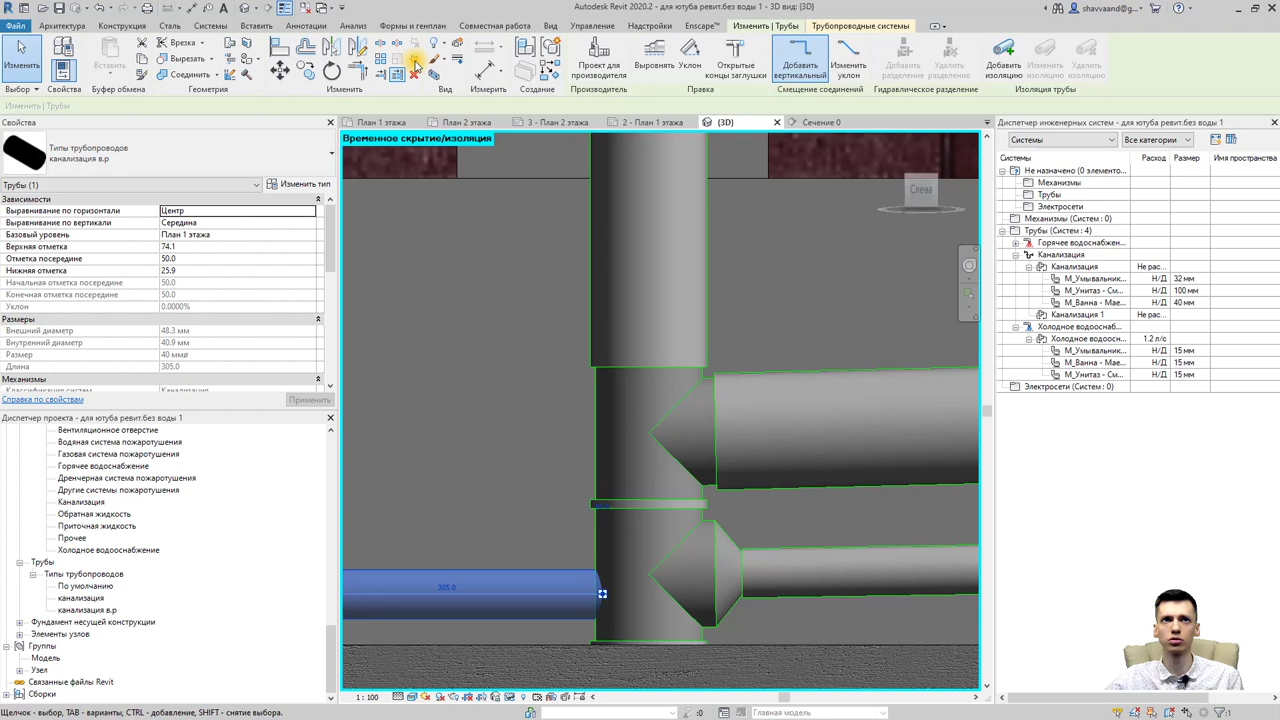 Autodesk Revit 2020.2 - для ютуба ревит.без воды 1 - 3D вид: {3D}
shavvaand@g...
Файл Архитектура Конструкция Сталь Системы Вставить Аннотации Анализ Формы и генплан Совместная работа Вид Управление Надстройки Enscape™ Изменить | Трубы Трубопроводные системы
Изменить
Вставить
Врезка
Вырезать
Соединить
Проект для производителя
Выровнять
Уклон
Открытые концы заглушки
Добавить вертикальный
Изменить уклон
Добавить разделение
Удалить разделение
Добавить изоляцию
Изменить изоляцию
Удалить изоляцию
Выбор Свойства Буфер обмена Геометрия Изменить Вид Измерить Создание Производитель Правка Смещение соединений Гидравлическое разделение Изоляция трубы
Изменить | Трубы
Свойства
Типы трубопроводов
канализация в.р
Трубы (1)
Изменить тип
Зависимости
Выравнивание по горизонтали Центр
Выравнивание по вертикали Середина
Базовый уровень План 1 этажа
Верхняя отметка 74.1
Отметка посередине 50.0
Нижняя отметка 25.9
Начальная отметка посередине 50.0
Конечная отметка посередине 50.0
Уклон 0.0000%
Размеры
Внешний диаметр 48.3 мм
Внутренний диаметр 40.9 мм
Размер 40 ммø
Длина 305.0
Механизмы
Классификация систем Канализация
Справка по свойствам
Применить
Диспетчер проекта - для ютуба ревит.без воды 1
Вентиляционное отверстие
Водяная система пожаротушения
Газовая система пожаротушения
Горячее водоснабжение
Дренчерная система пожаротушения
Другие системы пожаротушения
Канализация
Обратная жидкость
Приточная жидкость
Прочее
Холодное водоснабжение
Трубы
Типы трубопроводов
По умолчанию
канализация
канализация в.р
Фундамент несущей конструкции
Элементы узлов
Группы
Модель
Узел
Связанные файлы Revit
Сборки
План 1 этажа
План 2 этажа
3 - План 2 этажа
2 - План 1 этажа
{3D}
Сечение 0
Временное скрытие/изоляция
Слева
305.0
1 : 100
Диспетчер инженерных систем - для ютуба ревит.без воды 1
Системы
Все категории
Системы Расход Размер Имя пространства
Не назначено (0 элементо...
Механизмы
Трубы
Электросети
Механизмы (Систем : 0)
Трубы (Систем : 4)
Горячее водоснабжен...
Канализация
Канализация Не рас...
М_Умывальник... Н/Д 32 мм
М_Унитаз - См... Н/Д 100 мм
М_Ванна - Мае... Н/Д 40 мм
Канализация 1 Не рас...
Холодное водоснаб...
Холодное водоосн... 1.2 л/с
М_Умывальник... Н/Д 15 мм
М_Ванна - Мае... Н/Д 15 мм
М_Унитаз - См... Н/Д 15 мм
Электросети (Систем : 0)
Щелчок - выбор, TAB - варианты, CTRL - добавление, SHIFT - снятие выбора.
:0
Главная модель
:1